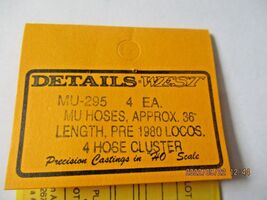 DETAILS WEST
MU-295 4 EA.
MU HOSES, APPROX. 36"
LENGTH, PRE 1980 LOCOS.
4 HOSE CLUSTER
Precision Castings in HO Scale